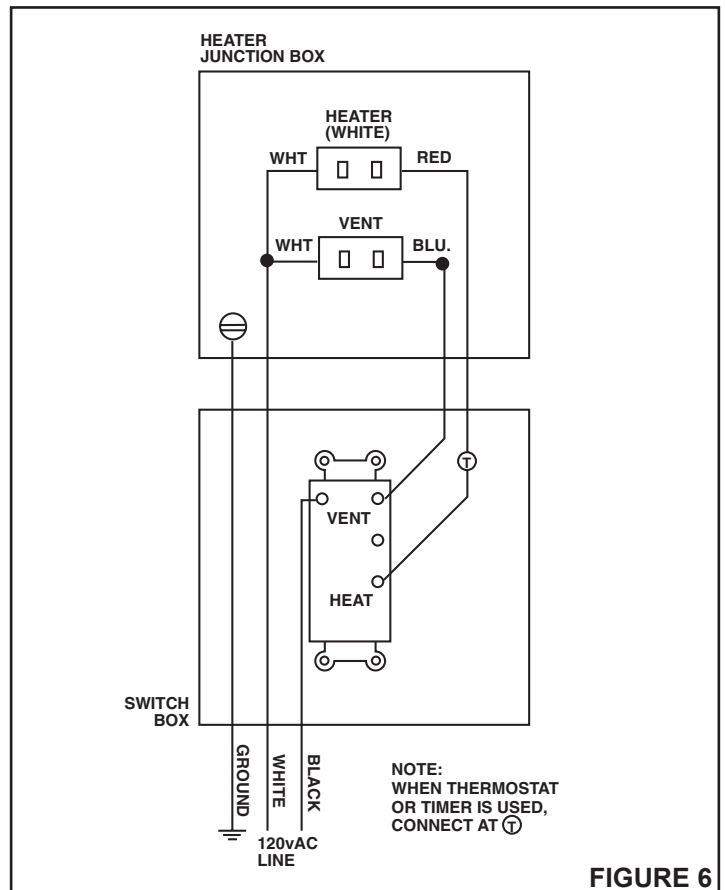 HEATER
JUNCTION BOX
HEATER
(WHITE)
WHT
RED
VENT
WHT
BLU.
T
VENT
HEAT
SWITCH
BOX
GROUND
WHITE
BLACK
120vAC
LINE
NOTE:
WHEN THERMOSTAT
OR TIMER IS USED,
CONNECT AT Ⓣ
FIGURE 6